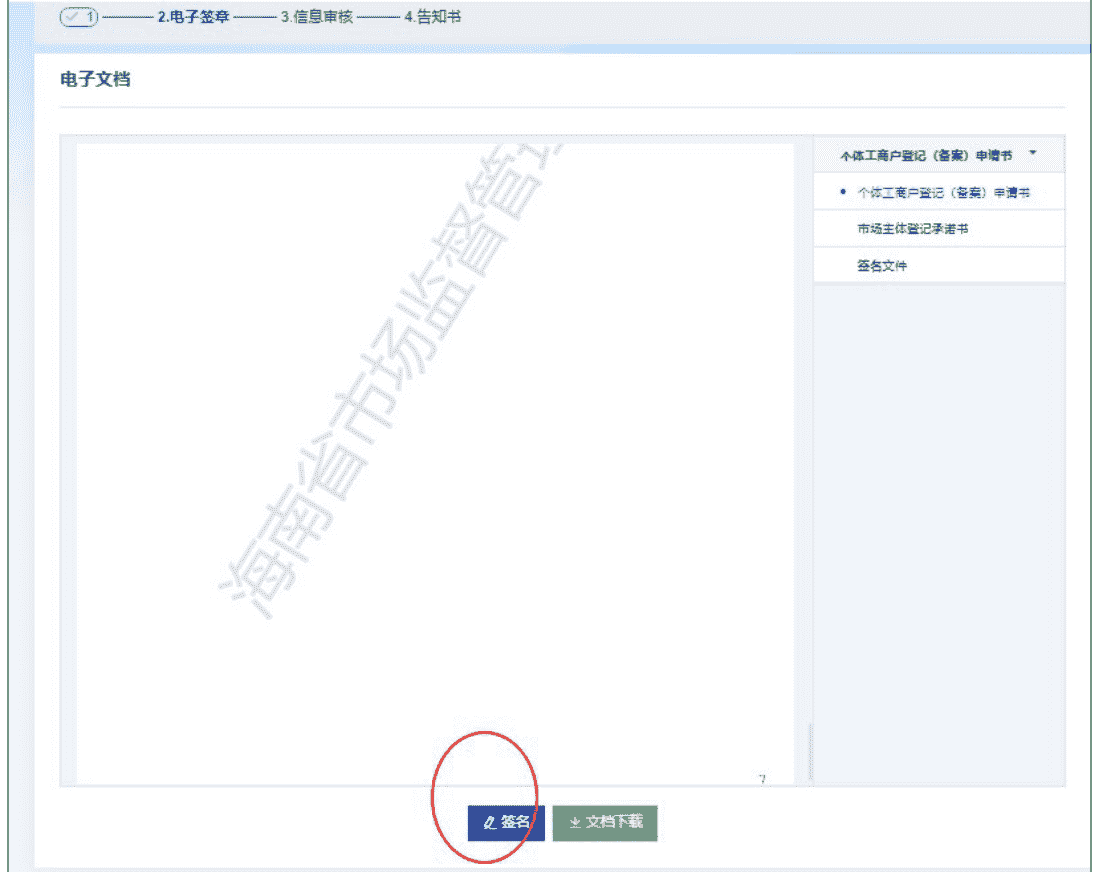 1 2.电子签章 3.信息审核 4.告知书
电子文档
海南省市场监督管
个体工商户登记（备案）申请书
个体工商户登记（备案）申请书
市场主体登记承诺书
签名文件
7
签名 文档下载